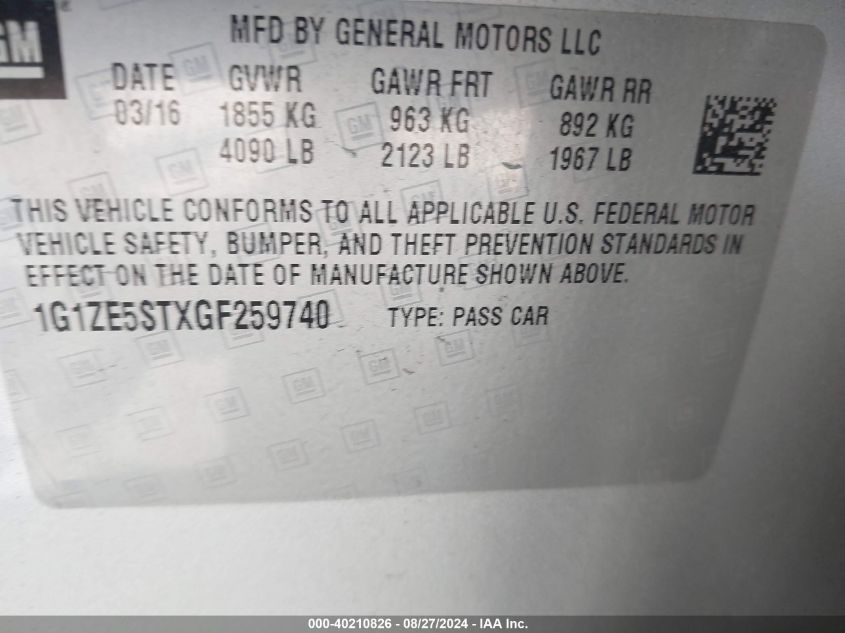 GM
MFD BY GENERAL MOTORS LLC
DATE GVWR GAWR FRT GAWR RR
03/16 1855 KG 963 KG 892 KG
4090 LB 2123 LB 1967 LB
THIS VEHICLE CONFORMS TO ALL APPLICABLE U.S. FEDERAL MOTOR
VEHICLE SAFETY, BUMPER, AND THEFT PREVENTION STANDARDS IN
EFFECT ON THE DATE OF MANUFACTURE SHOWN ABOVE.
1G1ZE5STXGF259740 TYPE: PASS CAR
000-40210826 - 08/27/2024 - IAA Inc.